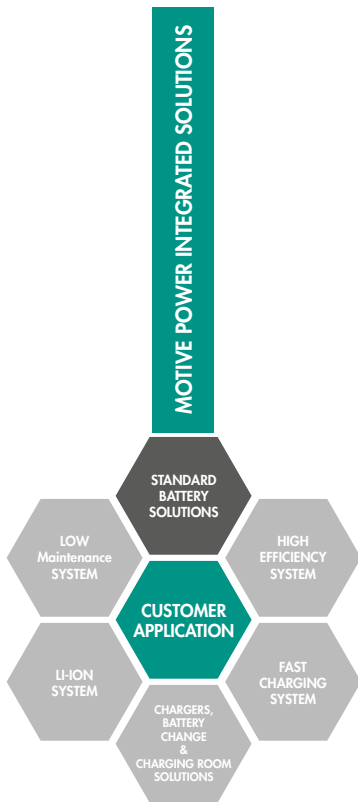 MOTIVE POWER INTEGRATED SOLUTIONS
STANDARD
BATTERY
SOLUTIONS
LOW
Maintenance
SYSTEM
HIGH
EFFICIENCY
SYSTEM
CUSTOMER
APPLICATION
LI-ION
SYSTEM
FAST
CHARGING
SYSTEM
CHARGERS,
BATTERY
CHANGE
&
CHARGING ROOM
SOLUTIONS